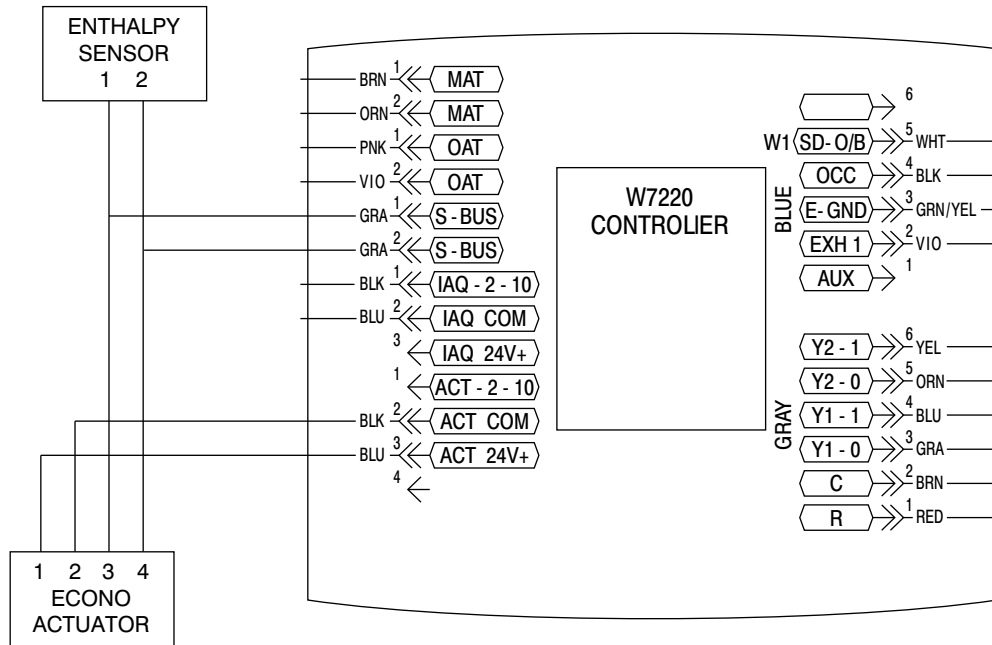 ENTHALPY
SENSOR
1 2
BRN 1 MAT
ORN 2 MAT
PNK 1 OAT
VIO 2 OAT
GRA 1 S - BUS
GRA 2 S - BUS
BLK 1 IAQ - 2 - 10
BLU 2 IAQ COM
3 IAQ 24V+
1 ACT - 2 - 10
BLK 2 ACT COM
BLU 3 ACT 24V+
4
1 2 3 4
ECONO
ACTUATOR
W7220
CONTROLIER
BLUE
6
W1 SD- O/B 5 WHT
OCC 4 BLK
E- GND 3 GRN/YEL
EXH 1 2 VIO
AUX 1
GRAY
Y2 - 1 6 YEL
Y2 - 0 5 ORN
Y1 - 1 4 BLU
Y1 - 0 3 GRA
C 2 BRN
R 1 RED